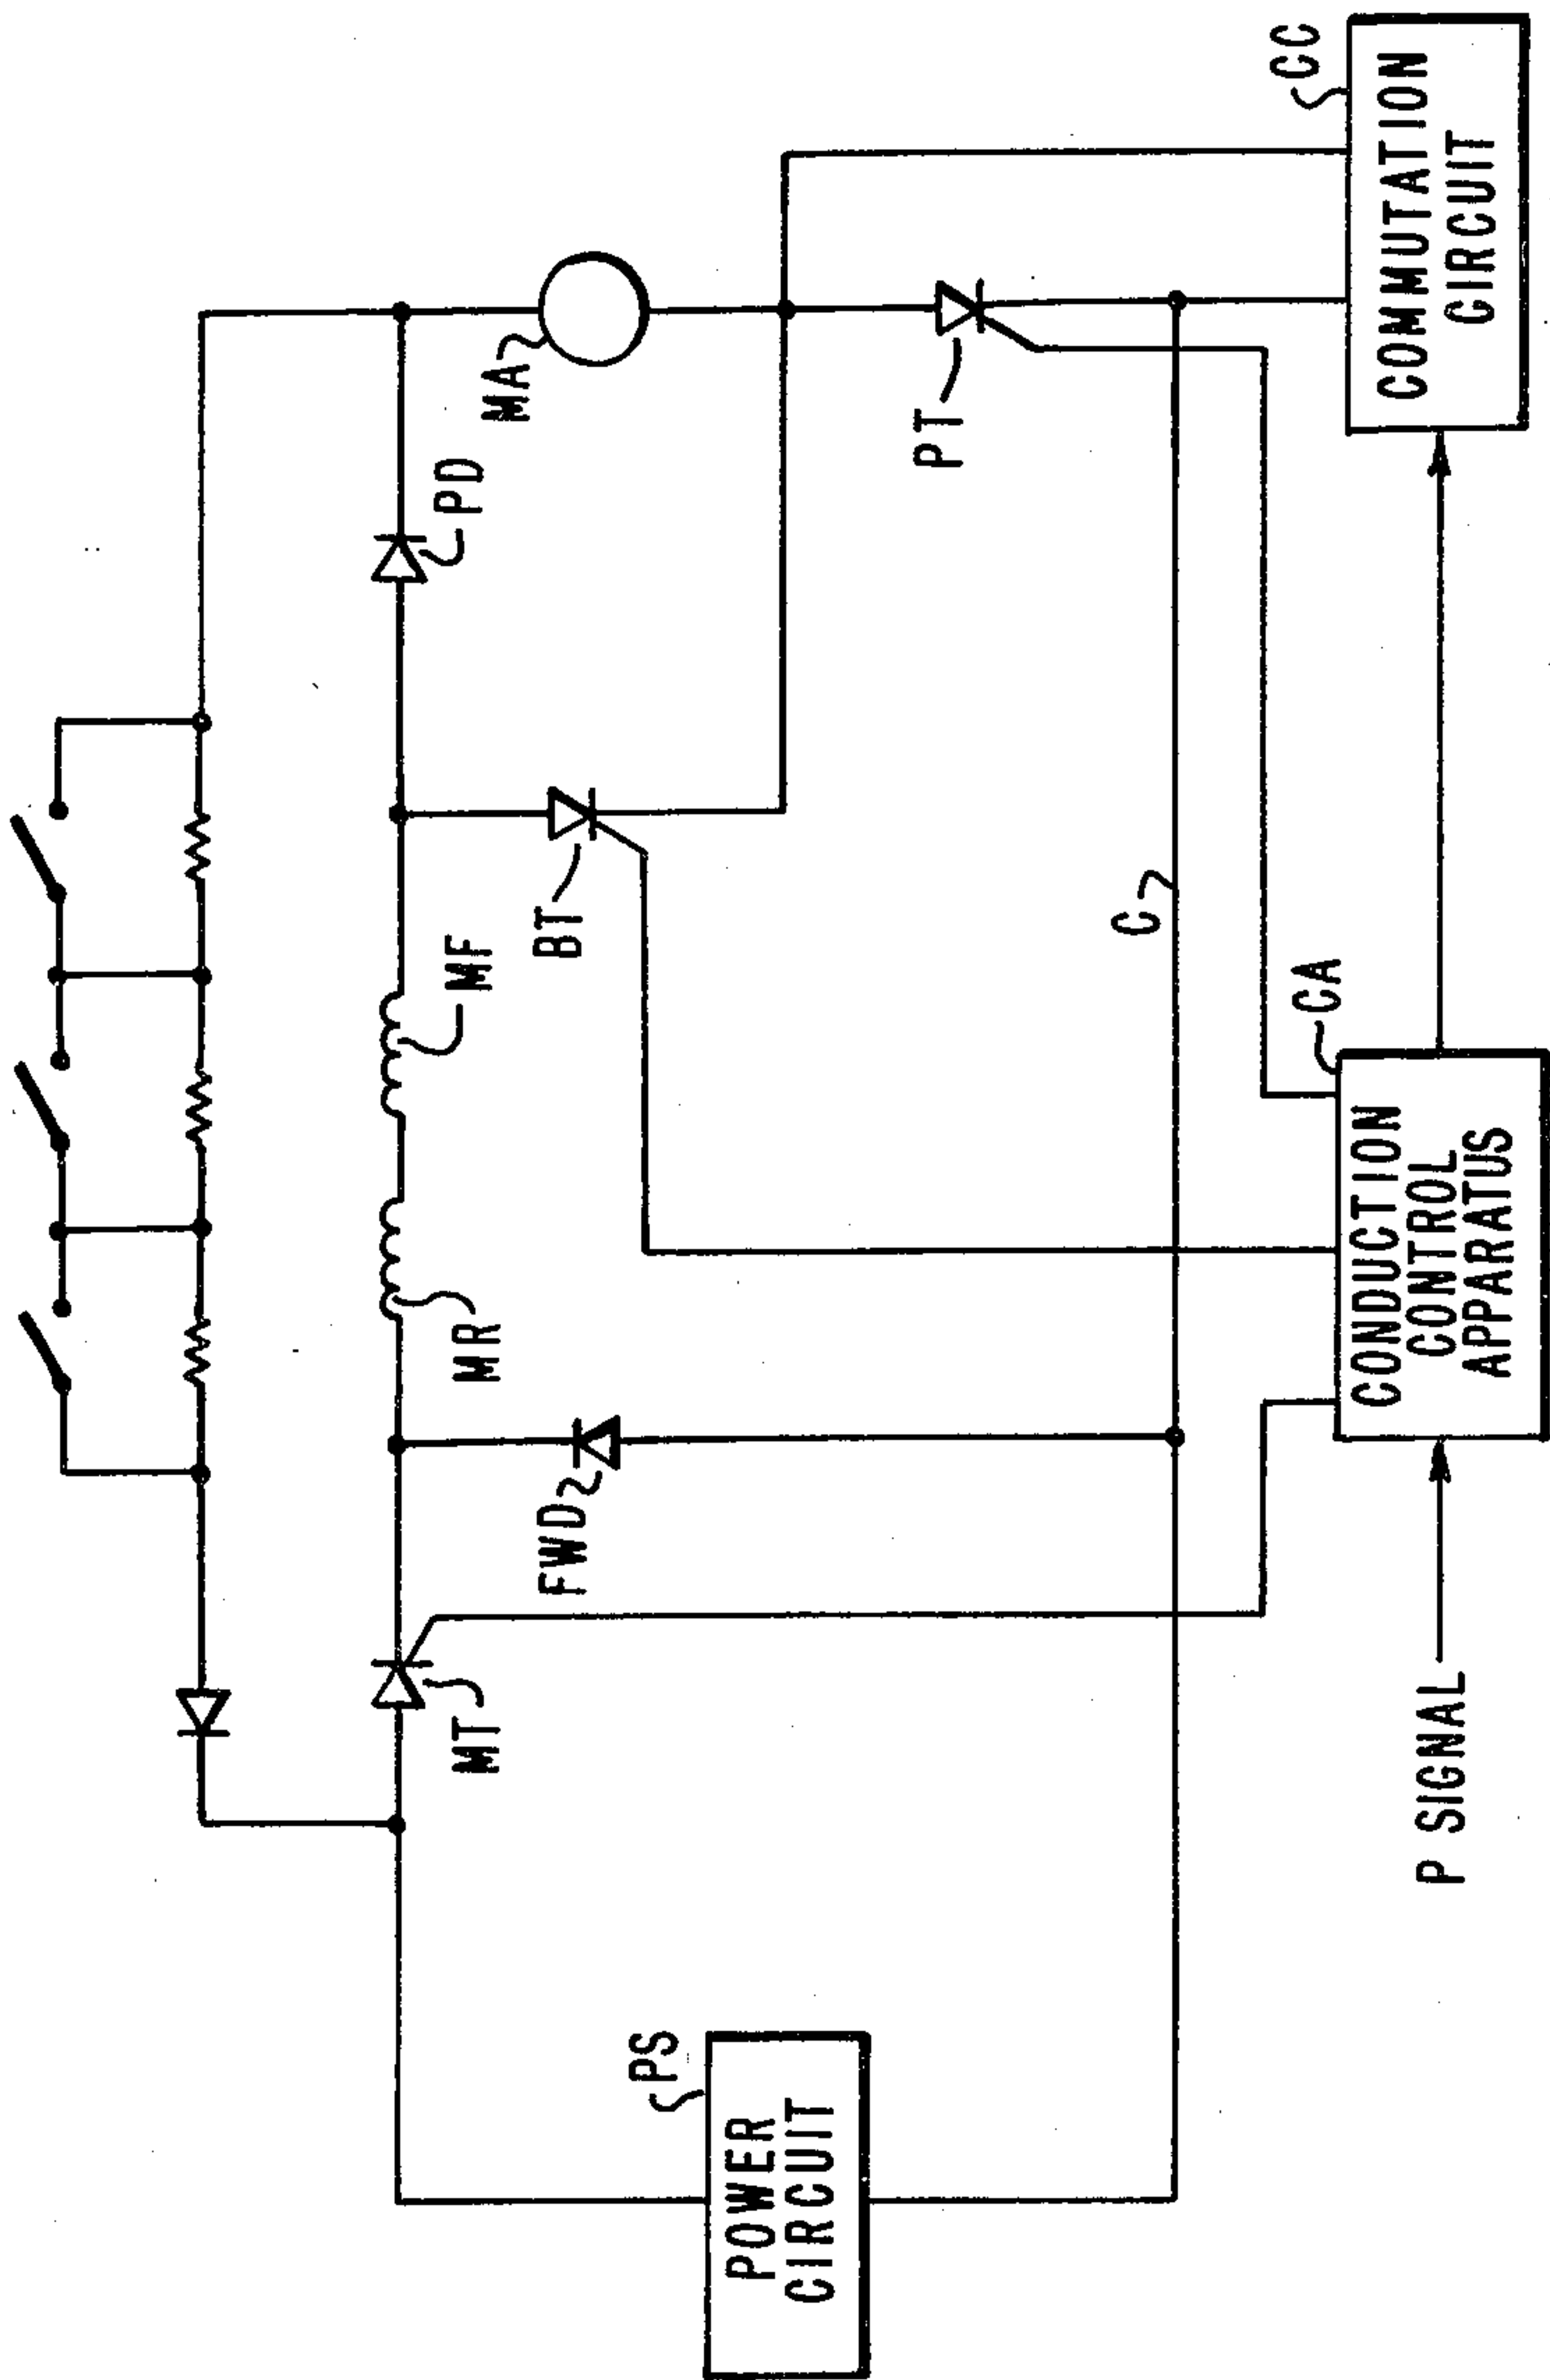 MA
PD
MF
MR
BT
FWD
MT
PT
C
PS
POWER
CIRCUIT
CA
CONDUCTION
CONTROL
APPARATUS
P SIGNAL
CC
COMMUTATION
CIRCUIT